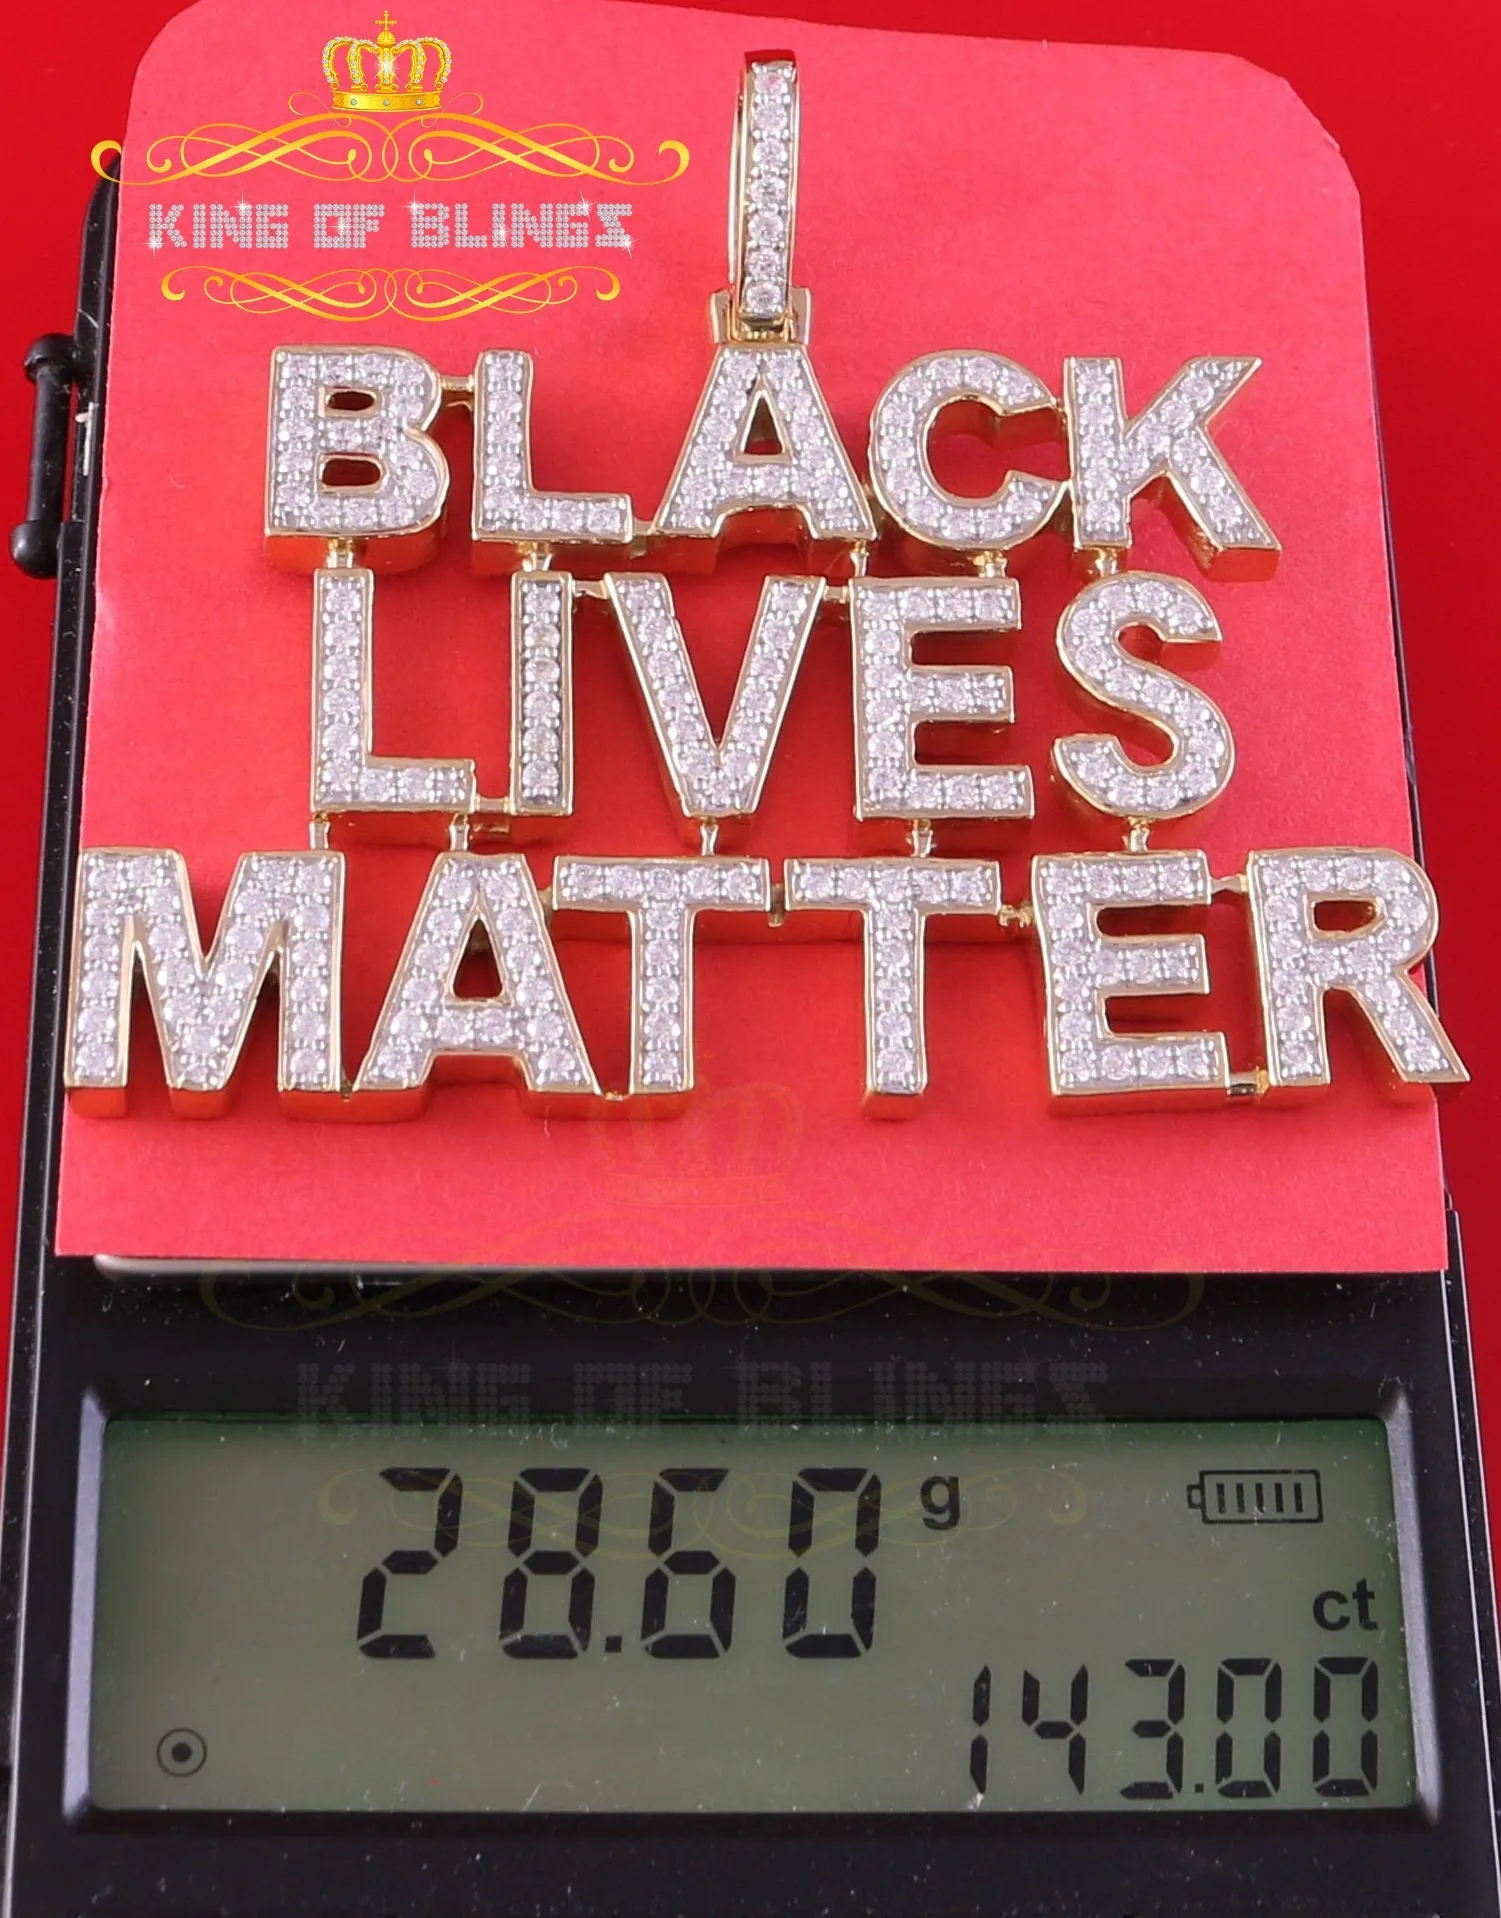 KING OF BLINGS
BLACK
LIVES
MATTER
KING OF BLINGS
28.60 g
ct
143.00